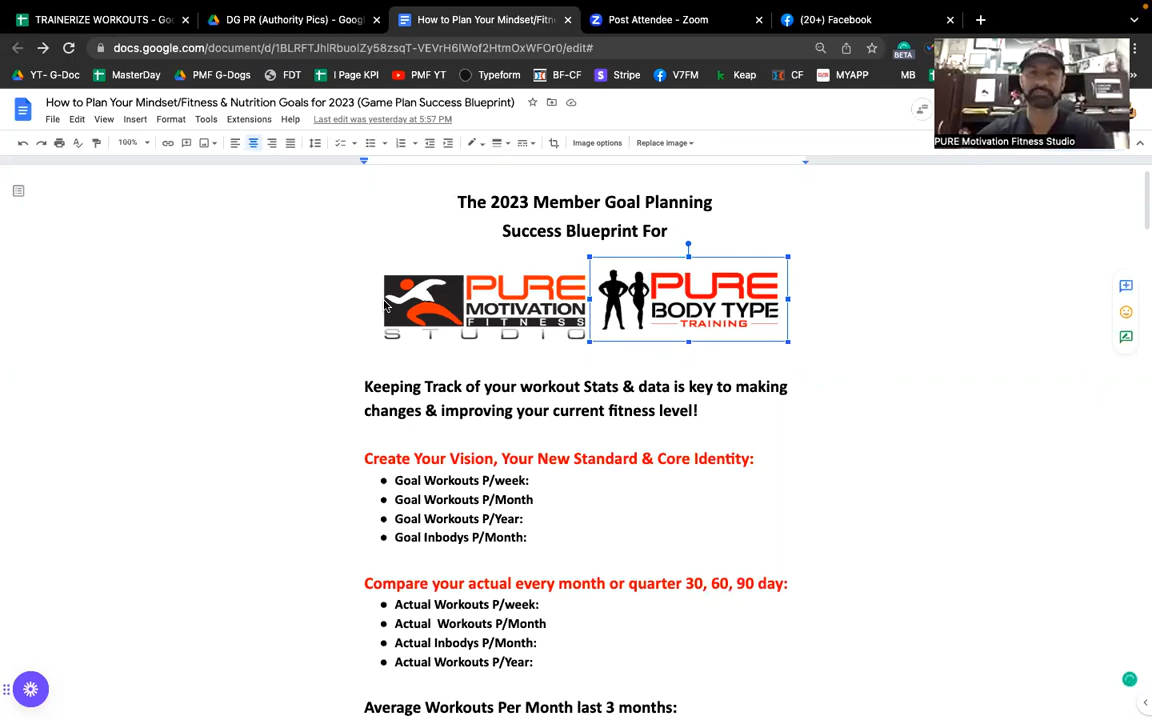 TRAINERIZE WORKOUTS - Go
DG PR (Authority Pics) - Googl
How to Plan Your Mindset/Fitn
Post Attendee - Zoom
(20+) Facebook
docs.google.com/document/d/1BLRFTJhlRbuolZy58zsqT-VEVrH6lWof2HtmOxWFOr0/edit#
BETA
YT- G-Doc
MasterDay
PMF G-Dogs
FDT
I Page KPI
PMF YT
Typeform
BF-CF
Stripe
V7FM
Keap
CF
MYAPP
MB
How to Plan Your Mindset/Fitness & Nutrition Goals for 2023 (Game Plan Success Blueprint)
File Edit View Insert Format Tools Extensions Help Last edit was yesterday at 5:57 PM
100%
Image options
Replace image
PURE Motivation Fitness Studio
The 2023 Member Goal Planning
Success Blueprint For
PURE
MOTIVATION
FITNESS
STUDIO
PURE
BODY TYPE
TRAINING
Keeping Track of your workout Stats & data is key to making
changes & improving your current fitness level!
Create Your Vision, Your New Standard & Core Identity:
● Goal Workouts P/week:
● Goal Workouts P/Month
● Goal Workouts P/Year:
● Goal Inbodys P/Month:
Compare your actual every month or quarter 30, 60, 90 day:
● Actual Workouts P/week:
● Actual  Workouts P/Month
● Actual Inbodys P/Month:
● Actual Workouts P/Year:
Average Workouts Per Month last 3 months: